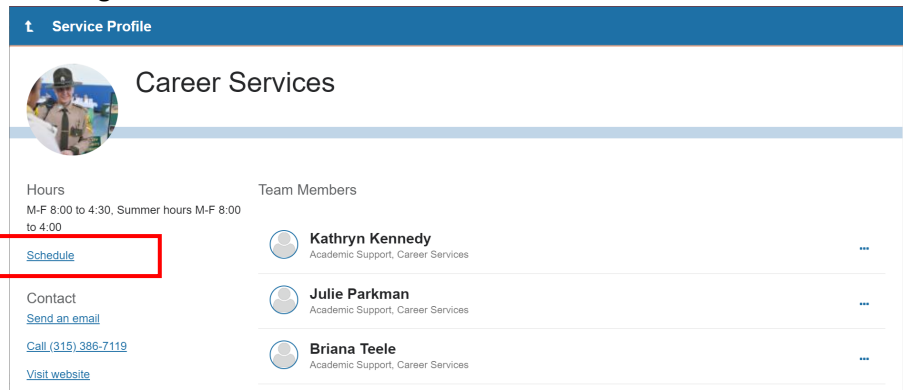 Service Profile
Career Services
Hours
M-F 8:00 to 4:30, Summer hours M-F 8:00
to 4:00
Schedule
Contact
Send an email
Call (315) 386-7119
Visit website
Team Members
Kathryn Kennedy
Academic Support, Career Services
...
Julie Parkman
Academic Support, Career Services
...
Briana Teele
Academic Support, Career Services
...